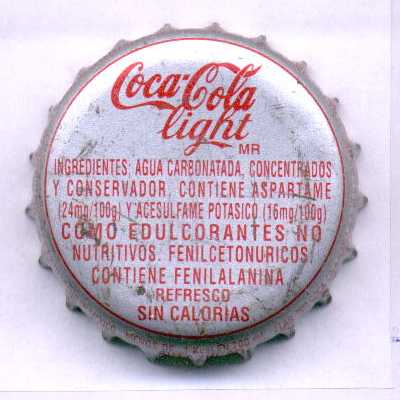 Coca-Cola
light
MR
INGREDIENTES: AGUA CARBONATADA, CONCENTRADOS
Y CONSERVADOR, CONTIENE ASPARTAME
(24mg/100g) Y ACESULFAME POTASICO (16mg/100g)
COMO EDULCORANTES NO
NUTRITIVOS. FENILCETONURICOS:
CONTIENE FENILALANINA
REFRESCO
SIN CALORIAS